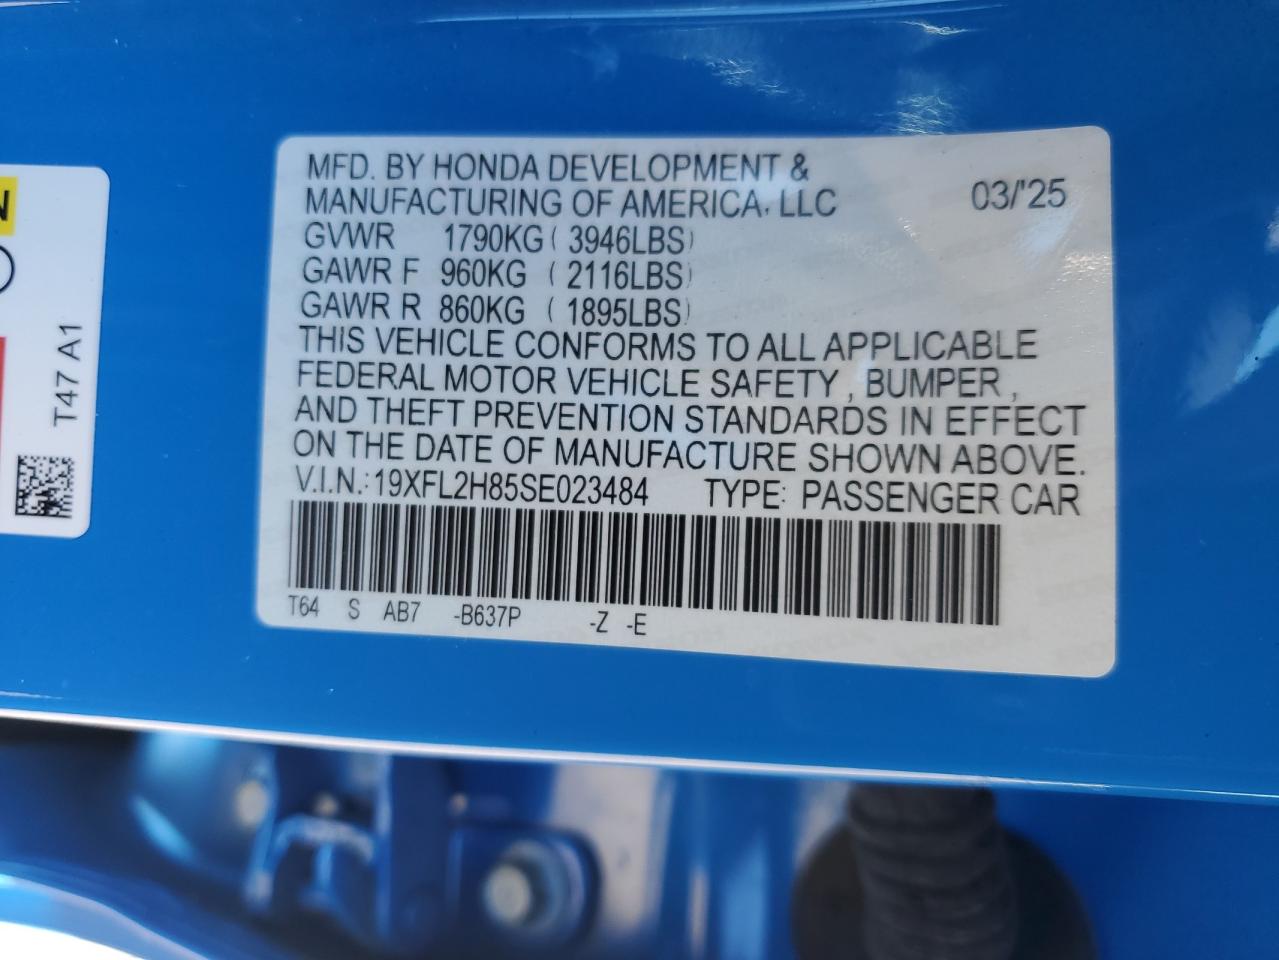 MFD. BY HONDA DEVELOPMENT &
MANUFACTURING OF AMERICA, LLC 03/'25
GVWR 1790KG ( 3946LBS)
GAWR F 960KG ( 2116LBS)
GAWR R 860KG ( 1895LBS)
THIS VEHICLE CONFORMS TO ALL APPLICABLE
FEDERAL MOTOR VEHICLE SAFETY , BUMPER ,
AND THEFT PREVENTION STANDARDS IN EFFECT
ON THE DATE OF MANUFACTURE SHOWN ABOVE.
V.I.N.: 19XFL2H85SE023484 TYPE: PASSENGER CAR
T64 S AB7 -B637P -Z -E
T47 A1
N